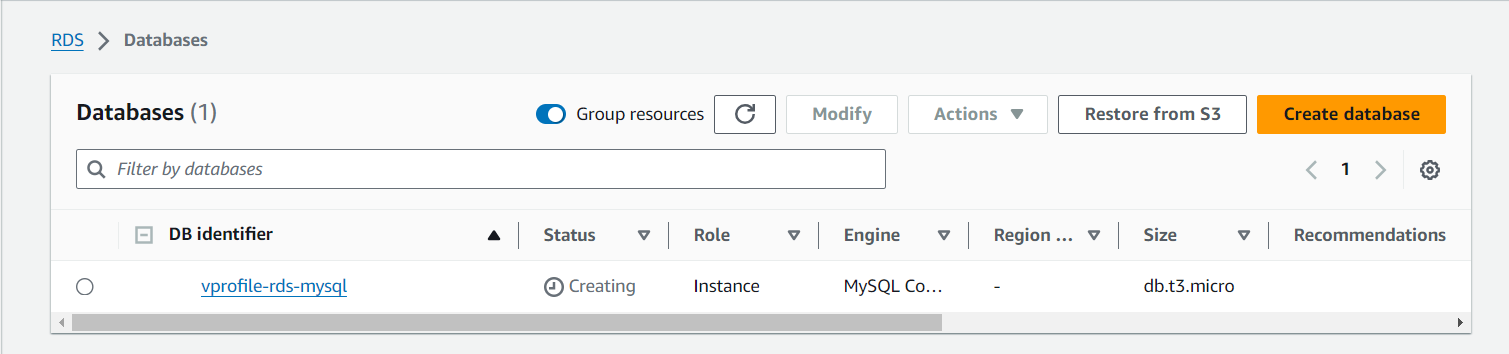 RDS > Databases
Databases (1) Group resources Modify Actions Restore from S3 Create database
Filter by databases 1
DB identifier Status Role Engine Region ... Size Recommendations
vprofile-rds-mysql Creating Instance MySQL Co... - db.t3.micro